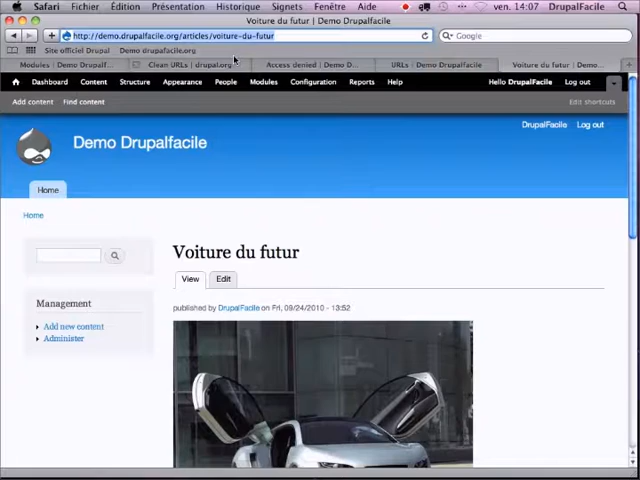 Safari Fichier Édition Présentation Historique Signets Fenêtre Aide ven. 14:07 DrupalFacile
Voiture du futur | Demo Drupalfacile
http://demo.drupalfacile.org/articles/voiture-du-futur
Google
Site officiel Drupal Demo drupafacile.org
Modules | Demo Drupalf... Clean URLs | drupal.org Access denied | Demo D... URLs | Demo Drupalfacile Voiture du futur | Demo...
Dashboard Content Structure Appearance People Modules Configuration Reports Help Hello DrupalFacile Log out
Add content Find content Edit shortcuts
DrupalFacile Log out
Demo Drupalfacile
Home
Home
Voiture du futur
View Edit
Management
published by DrupalFacile on Fri, 09/24/2010 - 13:52
Add new content
Administer